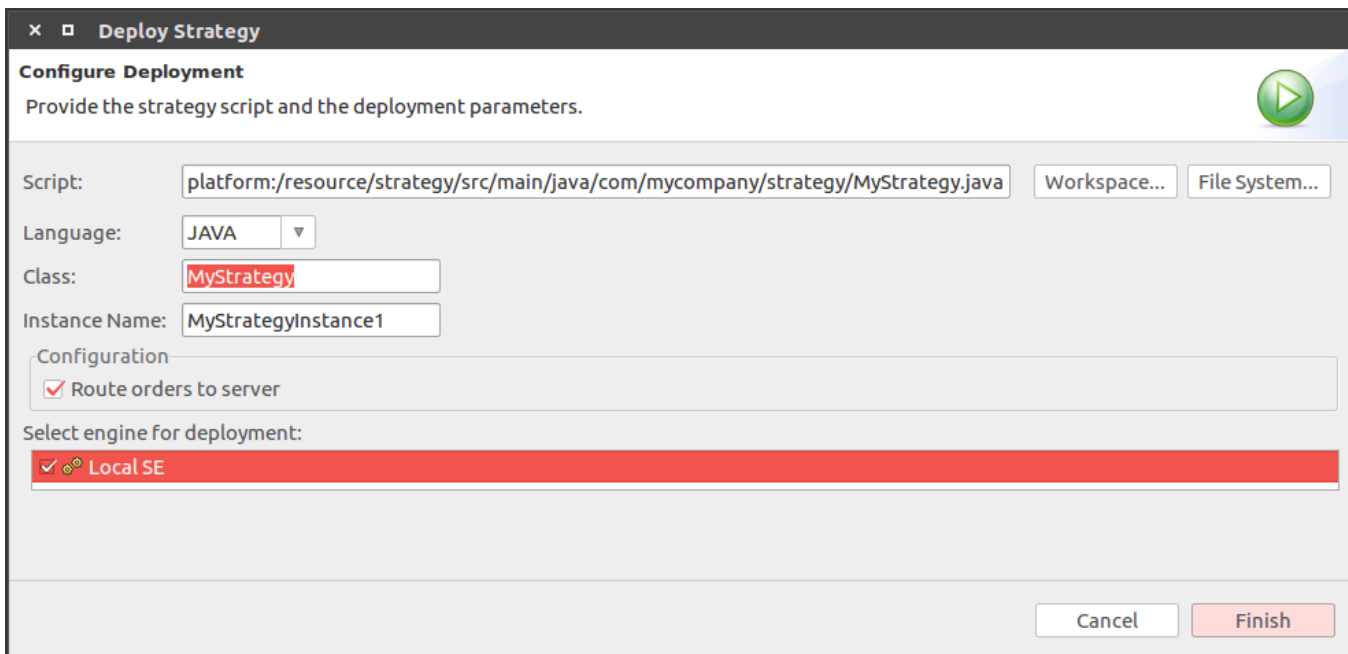 Deploy Strategy
Configure Deployment
Provide the strategy script and the deployment parameters.
Script: platform:/resource/strategy/src/main/java/com/mycompany/strategy/MyStrategy.java Workspace... File System...
Language: JAVA
Class: MyStrategy
Instance Name: MyStrategyInstance1
Configuration
Route orders to server
Select engine for deployment:
Local SE
Cancel Finish